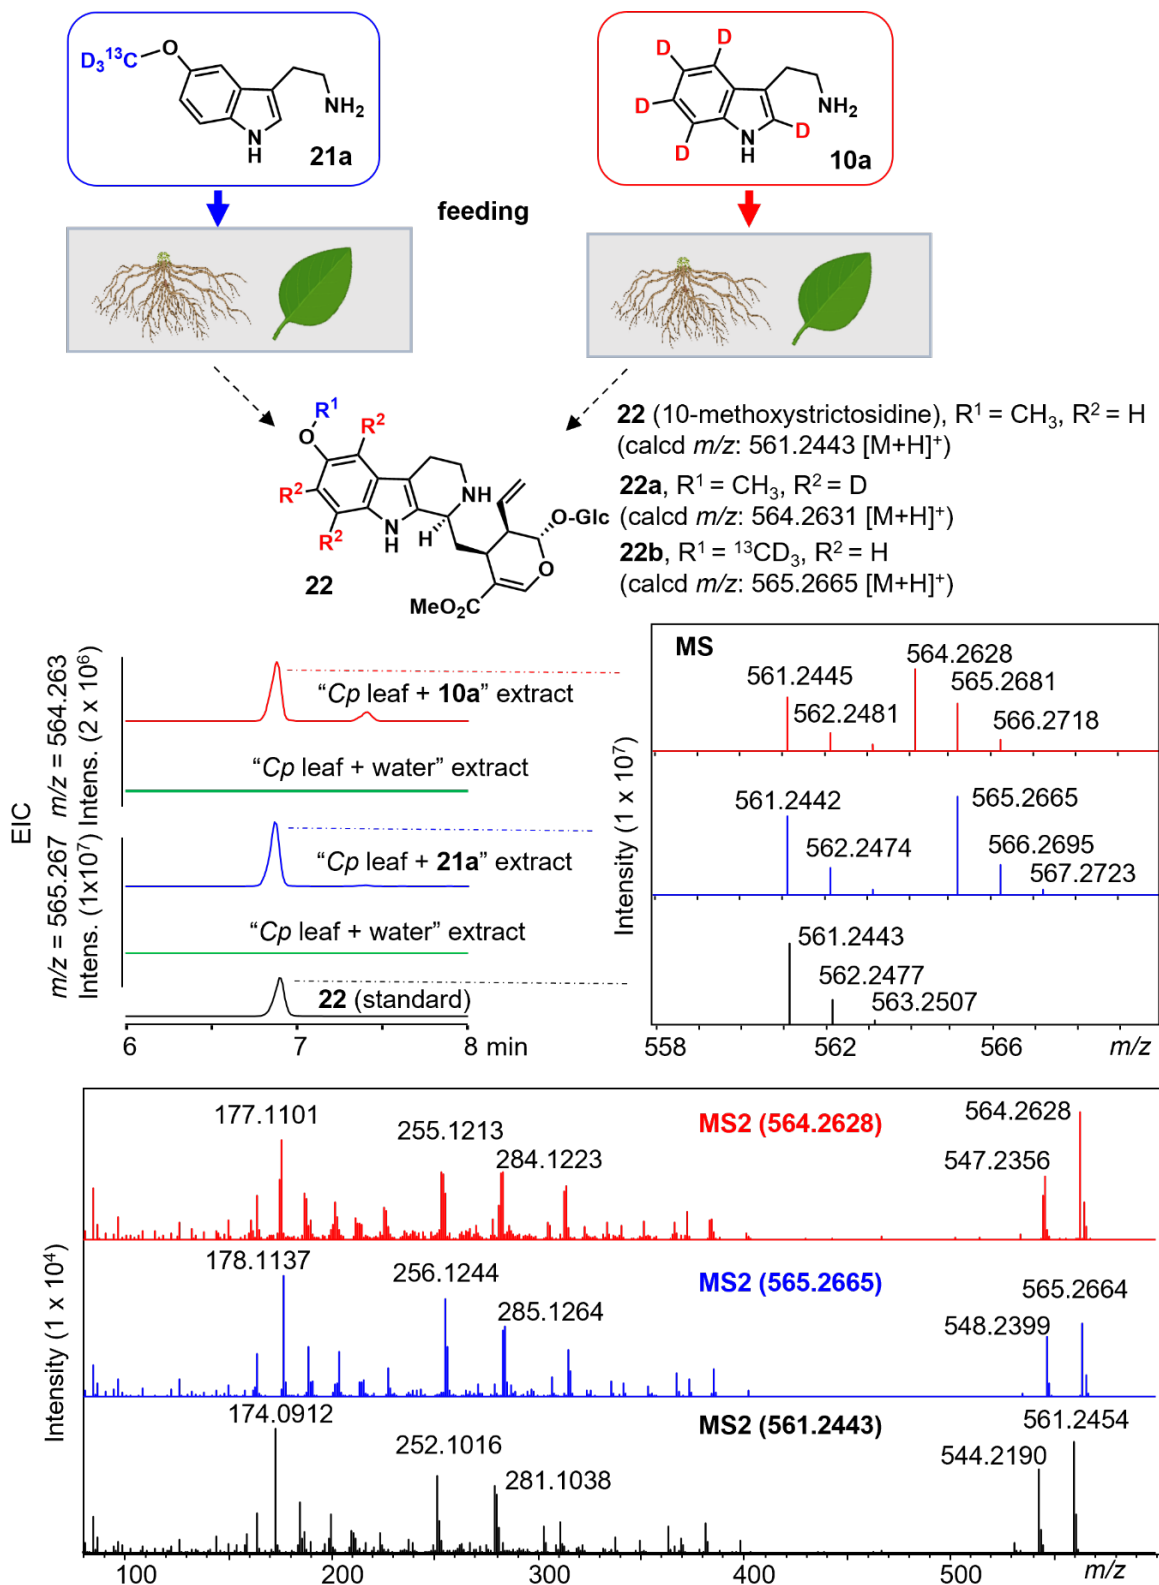 D₃¹³C
O
NH₂
N
H
21a
D
D
D
D
D
NH₂
N
H
10a
feeding
R¹
O
R²
R²
R²
N
H
NH
H
O-Glc
O
MeO₂C
22
22 (10-methoxystrictosidine), R¹ = CH₃, R² = H
(calcd m/z: 561.2443 [M+H]⁺)
22a, R¹ = CH₃, R² = D
(calcd m/z: 564.2631 [M+H]⁺)
22b, R¹ = ¹³CD₃, R² = H
(calcd m/z: 565.2665 [M+H]⁺)
EIC
m/z = 564.263
Intens. (2 x 10⁶)
m/z = 565.267
Intens. (1x10⁷)
“Cp leaf + 10a” extract
“Cp leaf + water” extract
“Cp leaf + 21a” extract
“Cp leaf + water” extract
22 (standard)
6
7
8 min
MS
Intensity (1 x 10⁷)
561.2445
562.2481
564.2628
565.2681
566.2718
561.2442
562.2474
565.2665
566.2695
567.2723
561.2443
562.2477
563.2507
558
562
566
m/z
Intensity (1 x 10⁴)
177.1101
255.1213
284.1223
MS2 (564.2628)
547.2356
564.2628
178.1137
256.1244
285.1264
MS2 (565.2665)
548.2399
565.2664
174.0912
252.1016
281.1038
MS2 (561.2443)
544.2190
561.2454
100
200
300
400
500
m/z